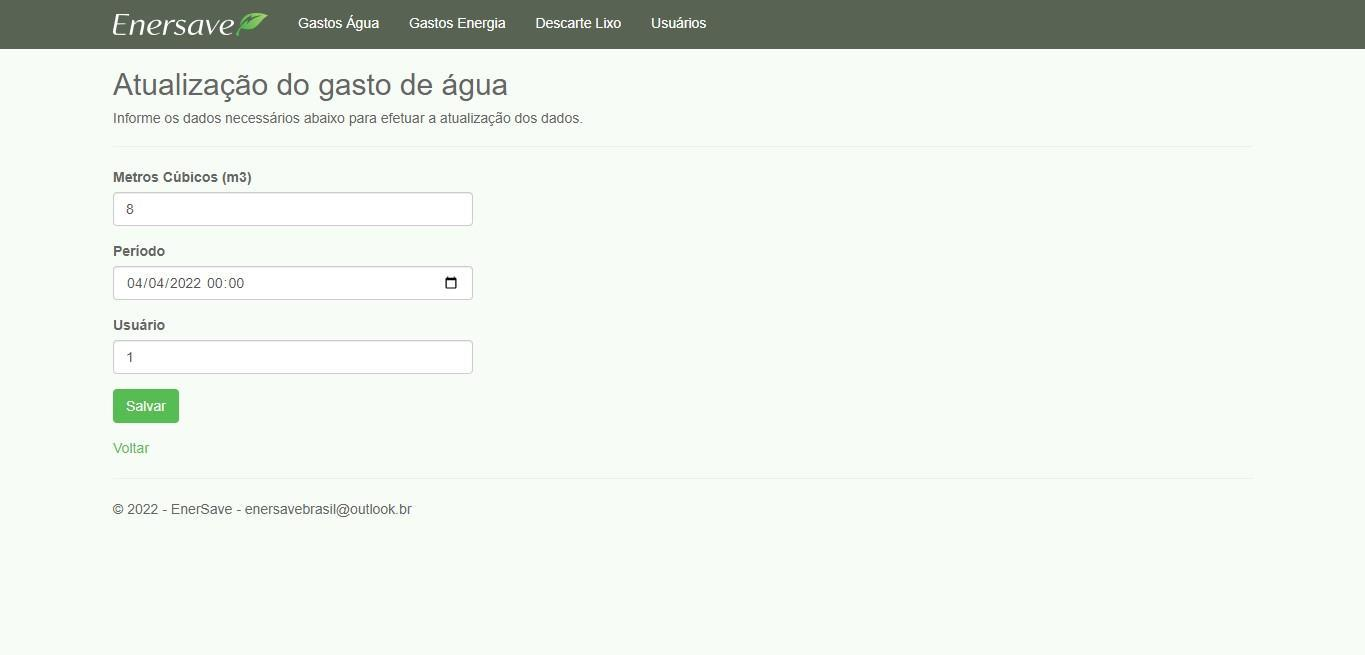 Enersave Gastos Água Gastos Energia Descarte Lixo Usuários
Atualização do gasto de água
Informe os dados necessários abaixo para efetuar a atualização dos dados.
Metros Cúbicos (m3)
8
Período
04/04/2022 00:00
Usuário
1
Salvar
Voltar
© 2022 - EnerSave - enersavebrasil@outlook.br